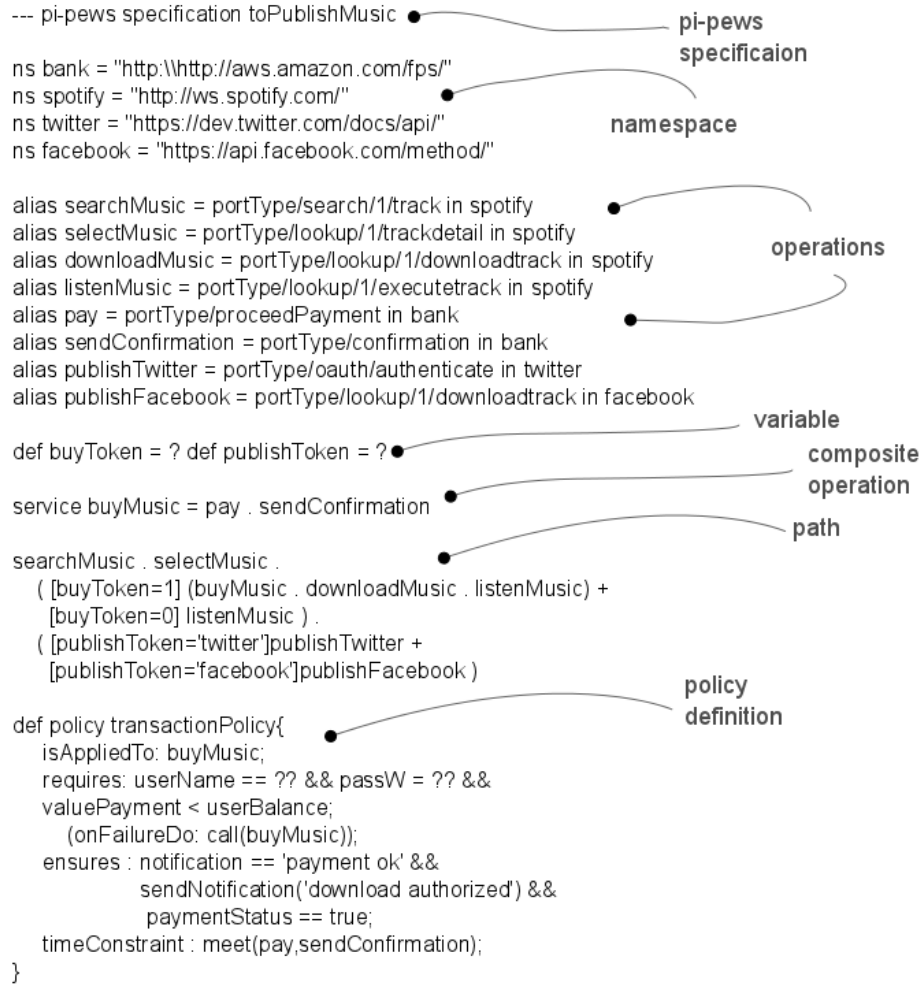 --- pi-pews specification toPublishMusic
pi-pews
specificaion
ns bank = "http:\\http://aws.amazon.com/fps/"
ns spotify = "http://ws.spotify.com/"
ns twitter = "https://dev.twitter.com/docs/api/"
namespace
ns facebook = "https://api.facebook.com/method/"
alias searchMusic = portType/search/1/track in spotify
alias selectMusic = portType/lookup/1/trackdetail in spotify
operations
alias downloadMusic = portType/lookup/1/downloadtrack in spotify
alias listenMusic = portType/lookup/1/executetrack in spotify
alias pay = portType/proceedPayment in bank
alias sendConfirmation = portType/confirmation in bank
alias publishTwitter = portType/oauth/authenticate in twitter
alias publishFacebook = portType/lookup/1/downloadtrack in facebook
variable
def buyToken = ? def publishToken = ?
composite
operation
service buyMusic = pay . sendConfirmation
path
searchMusic . selectMusic .
( [buyToken=1] (buyMusic . downloadMusic . listenMusic) +
[buyToken=0] listenMusic ) .
( [publishToken='twitter']publishTwitter +
[publishToken='facebook']publishFacebook )
policy
definition
def policy transactionPolicy{
isAppliedTo: buyMusic;
requires: userName == ?? && passW = ?? &&
valuePayment < userBalance;
(onFailureDo: call(buyMusic));
ensures : notification == 'payment ok' &&
sendNotification('download authorized') &&
paymentStatus == true;
timeConstraint : meet(pay,sendConfirmation);
}